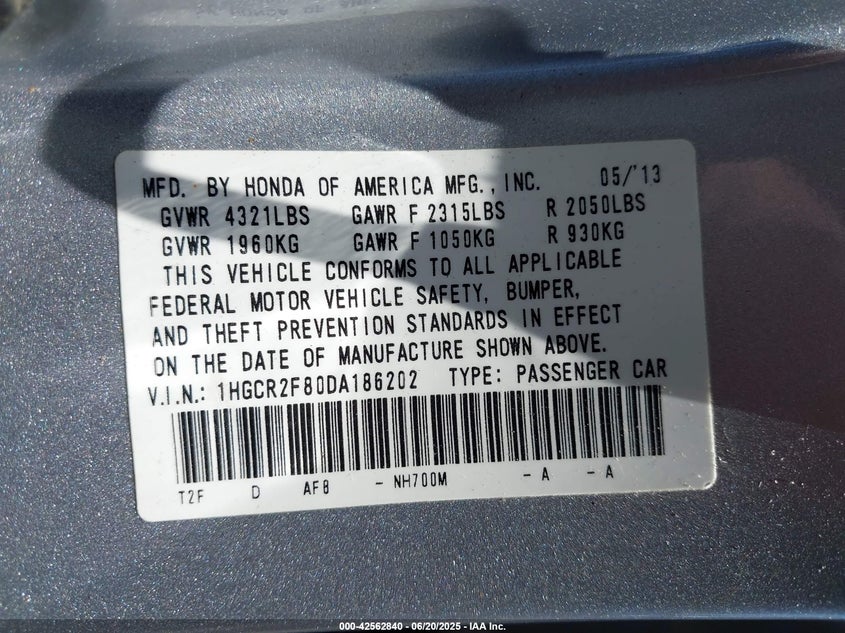 MFD. BY HONDA OF AMERICA MFG., INC. 05/'13
GVWR 4321LBS GAWR F 2315LBS R 2050LBS
GVWR 1960KG GAWR F 1050KG R 930KG
THIS VEHICLE CONFORMS TO ALL APPLICABLE
FEDERAL MOTOR VEHICLE SAFETY, BUMPER,
AND THEFT PREVENTION STANDARDS IN EFFECT
ON THE DATE OF MANUFACTURE SHOWN ABOVE.
V.I.N.: 1HGCR2F80DA186202 TYPE: PASSENGER CAR
T2F D AF8 - NH700M - A - A
000-42562840 - 06/20/2025 - IAA Inc.